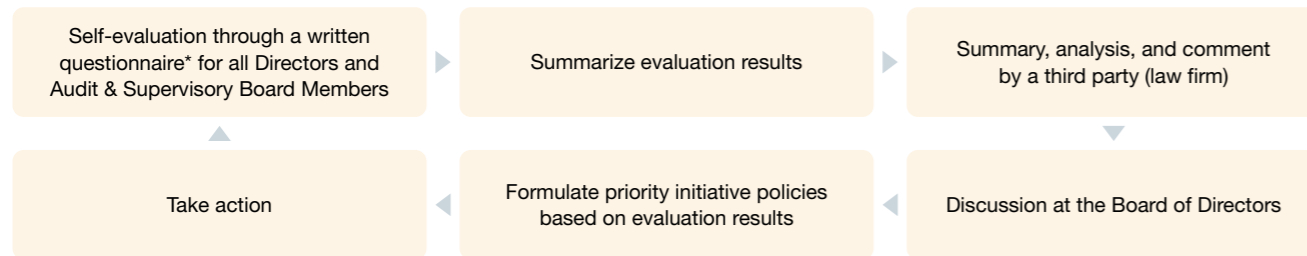 Self-evaluation through a written
questionnaire* for all Directors and
Audit & Supervisory Board Members
Summarize evaluation results
Summary, analysis, and comment
by a third party (law firm)
Discussion at the Board of Directors
Formulate priority initiative policies
based on evaluation results
Take action